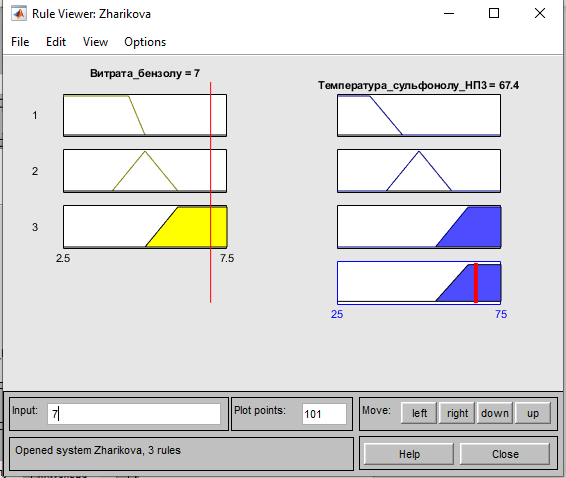 Rule Viewer: Zharikova
File Edit View Options
Витрата_бензолу = 7
Температура_сульфонолу_НПЗ = 67.4
1
2
3
2.5 7.5
25 75
Input: 7 Plot points: 101 Move: left right down up
Opened system Zharikova, 3 rules
Help Close